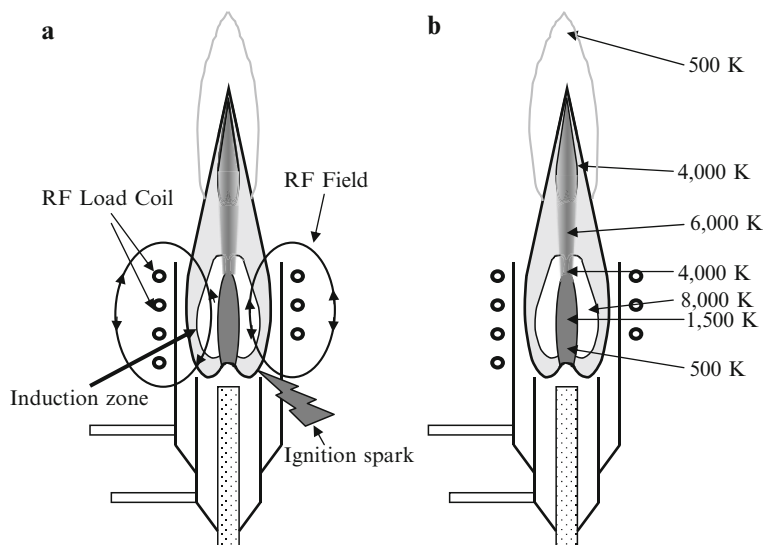 a
RF Load Coil
RF Field
Induction zone
Ignition spark
b
500 K
4,000 K
6,000 K
4,000 K
8,000 K
1,500 K
500 K